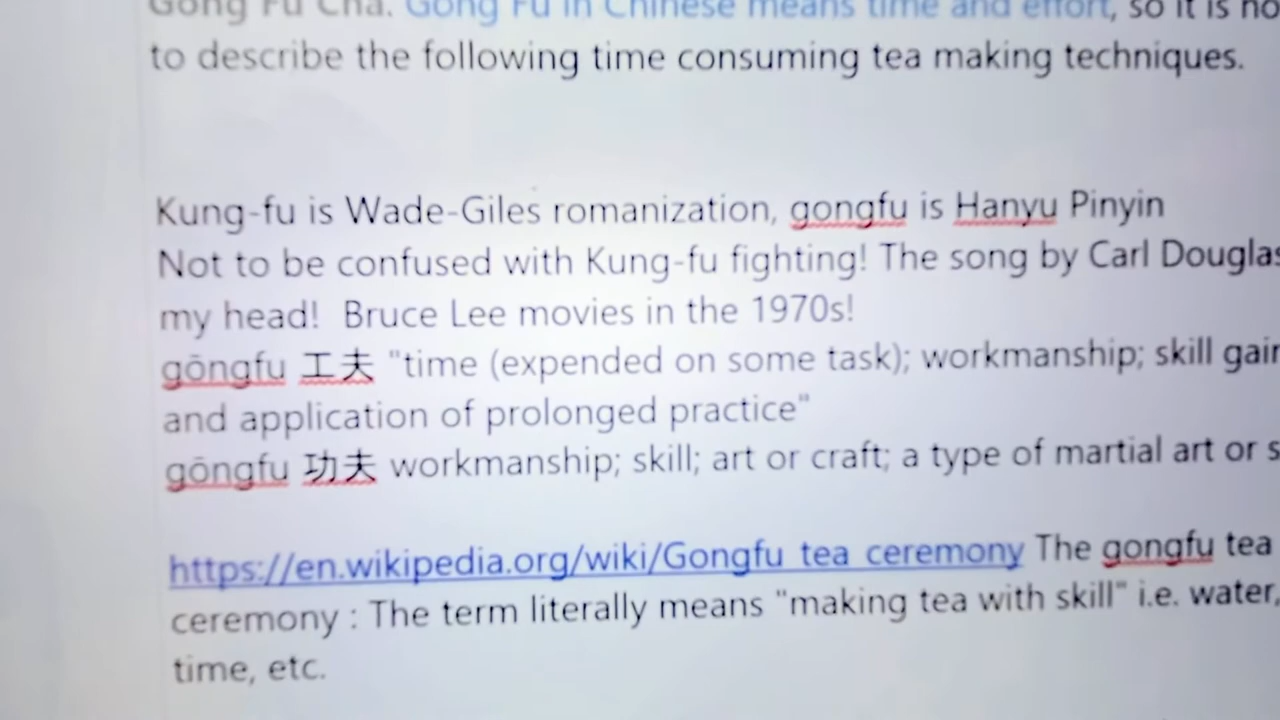 Gong Fu Cha. Gong Fu in Chinese means time and effort, so it is no
to describe the following time consuming tea making techniques.
Kung-fu is Wade-Giles romanization, gongfu is Hanyu Pinyin
Not to be confused with Kung-fu fighting! The song by Carl Douglas
my head!  Bruce Lee movies in the 1970s!
gōngfu 工夫 "time (expended on some task); workmanship; skill gain
and application of prolonged practice"
gōngfu 功夫 workmanship; skill; art or craft; a type of martial art or s
https://en.wikipedia.org/wiki/Gongfu_tea_ceremony The gongfu tea
ceremony : The term literally means "making tea with skill" i.e. water,
time, etc.